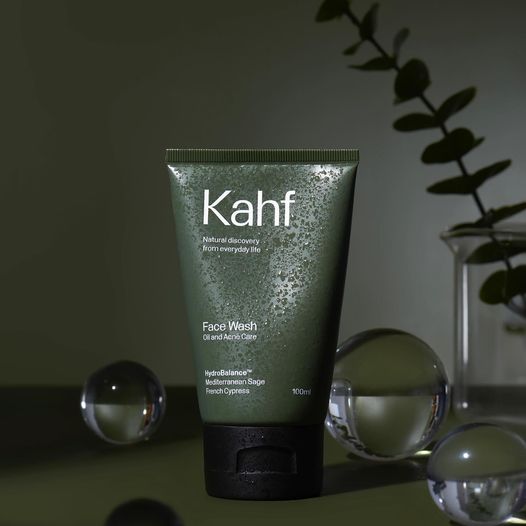 Kahf
Natural discovery
from everyday life
Face Wash
Oil and Acne Care
HydroBalance™
Mediterranean Sage
French Cypress
100ml